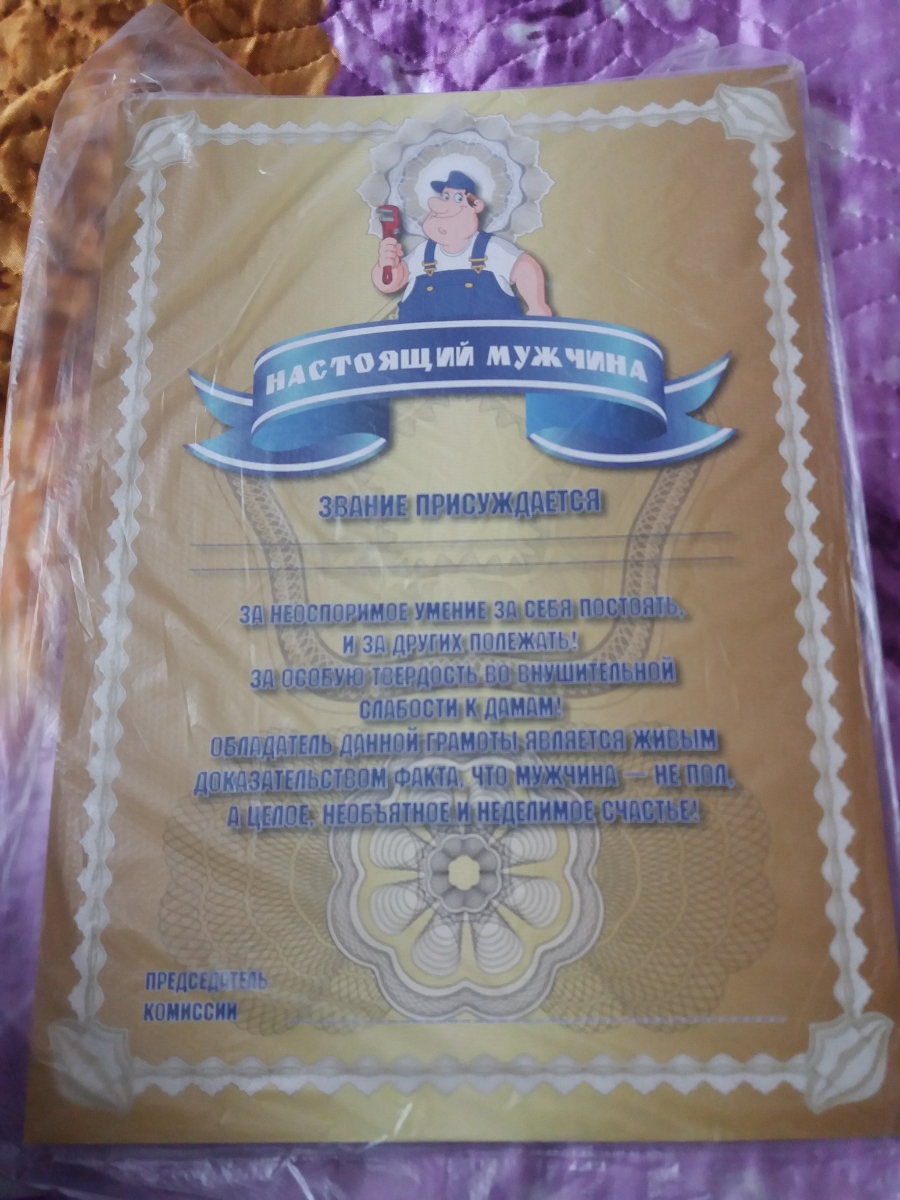 НАСТОЯЩИЙ МУЖЧИНА
ЗВАНИЕ ПРИСУЖДАЕТСЯ
ЗА НЕОСПОРИМОЕ УМЕНИЕ ЗА СЕБЯ ПОСТОЯТЬ,
И ЗА ДРУГИХ ПОЛЕЖАТЬ!
ЗА ОСОБУЮ ТВЕРДОСТЬ ВО ВНУШИТЕЛЬНОЙ
СЛАБОСТИ К ДАМАМ!
ОБЛАДАТЕЛЬ ДАННОЙ ГРАМОТЫ ЯВЛЯЕТСЯ ЖИВЫМ
ДОКАЗАТЕЛЬСТВОМ ФАКТА, ЧТО МУЖЧИНА — НЕ ПОЛ,
А ЦЕЛОЕ, НЕОБЪЯТНОЕ И НЕДЕЛИМОЕ СЧАСТЬЕ!
ПРЕДСЕДАТЕЛЬ
КОМИССИИ